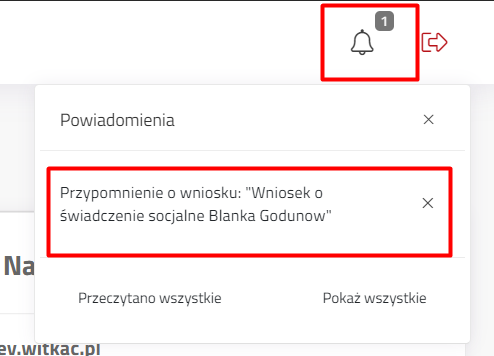 1
Powiadomienia
Przypomnienie o wniosku: "Wniosek o
świadczenie socjalne Blanka Godunow"
Na
Przeczytano wszystkie Pokaż wszystkie
ev.witkac.pl